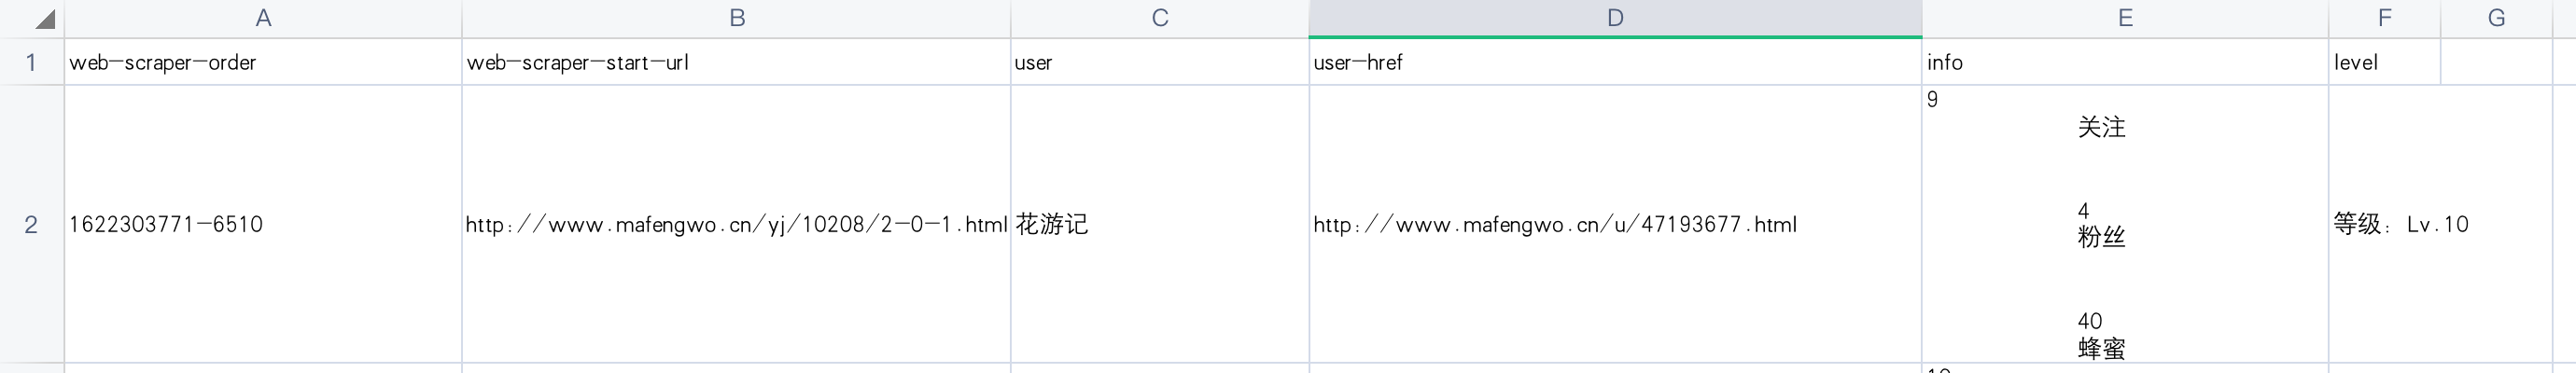 A B C D E F G
1 web-scraper-order web-scraper-start-url user user-href info level
9
关注
4
粉丝
2 1622303771-6510 http://www.mafengwo.cn/yj/10208/2-0-1.html 花游记 http://www.mafengwo.cn/u/47193677.html 等级: Lv.10
40
蜂蜜